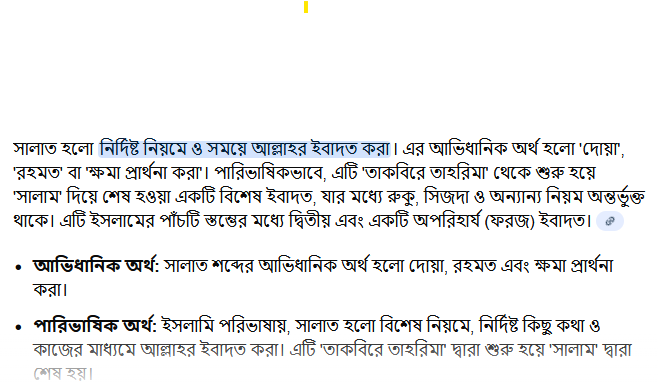 সালাত হলো নির্দিষ্ট নিয়মে ও সময়ে আল্লাহর ইবাদত করা। এর আভিধানিক অর্থ হলো 'দোয়া',
'রহমত' বা 'ক্ষমা প্রার্থনা করা'। পারিভাষিকভাবে, এটি 'তাকবিরে তাহরিমা' থেকে শুরু হয়ে
'সালাম' দিয়ে শেষ হওয়া একটি বিশেষ ইবাদত, যার মধ্যে রুকু, সিজদা ও অন্যান্য নিয়ম অন্তর্ভুক্ত
থাকে। এটি ইসলামের পাঁচটি স্তম্ভের মধ্যে দ্বিতীয় এবং একটি অপরিহার্য (ফরজ) ইবাদত।
• আভিধানিক অর্থ: সালাত শব্দের আভিধানিক অর্থ হলো দোয়া, রহমত এবং ক্ষমা প্রার্থনা
করা।
• পারিভাষিক অর্থ: ইসলামি পরিভাষায়, সালাত হলো বিশেষ নিয়মে, নির্দিষ্ট কিছু কথা ও
কাজের মাধ্যমে আল্লাহর ইবাদত করা। এটি 'তাকবিরে তাহরিমা' দ্বারা শুরু হয়ে 'সালাম' দ্বারা
শেষ হয়।